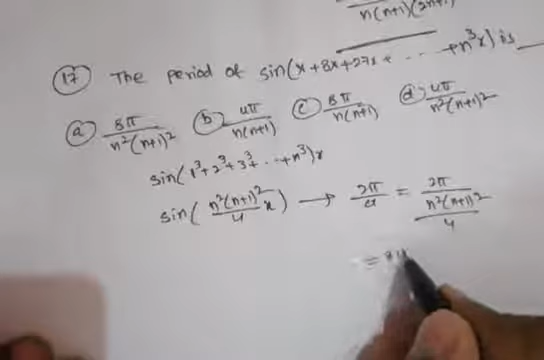 n(n+1)(2n+1)
(17) The period of sin(x+8x+27x+ ... +n³x) is __
(a) 8π/n²(n+1)² (b) 4π/n(n+1) (c) 8π/n(n+1) (d) 4π/n²(n+1)²
sin(1³+2³+3³+...+n³)x
sin(n²(n+1)²/4 x) → 2π/a = 2π/(n²(n+1)²/4)
= 8π